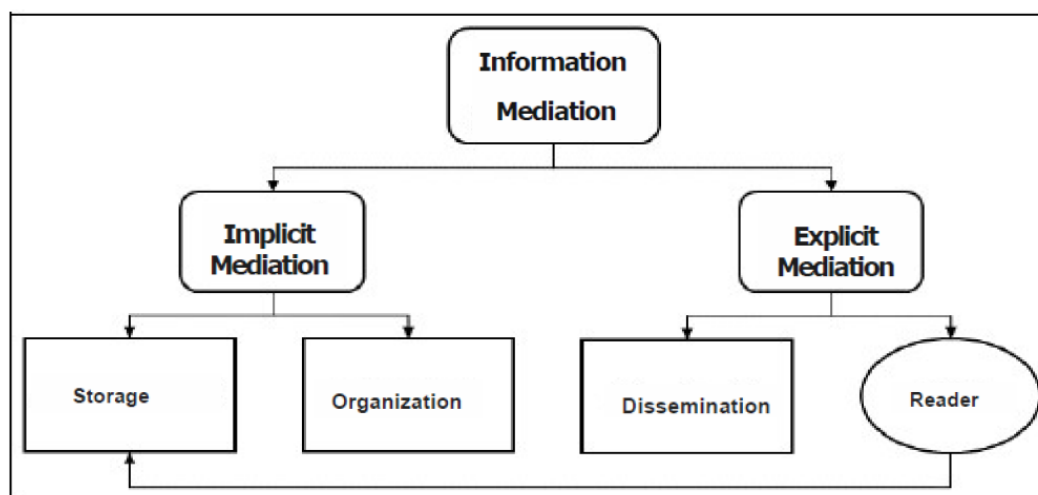 Information
Mediation
Implicit
Mediation
Explicit
Mediation
Storage
Organization
Dissemination
Reader